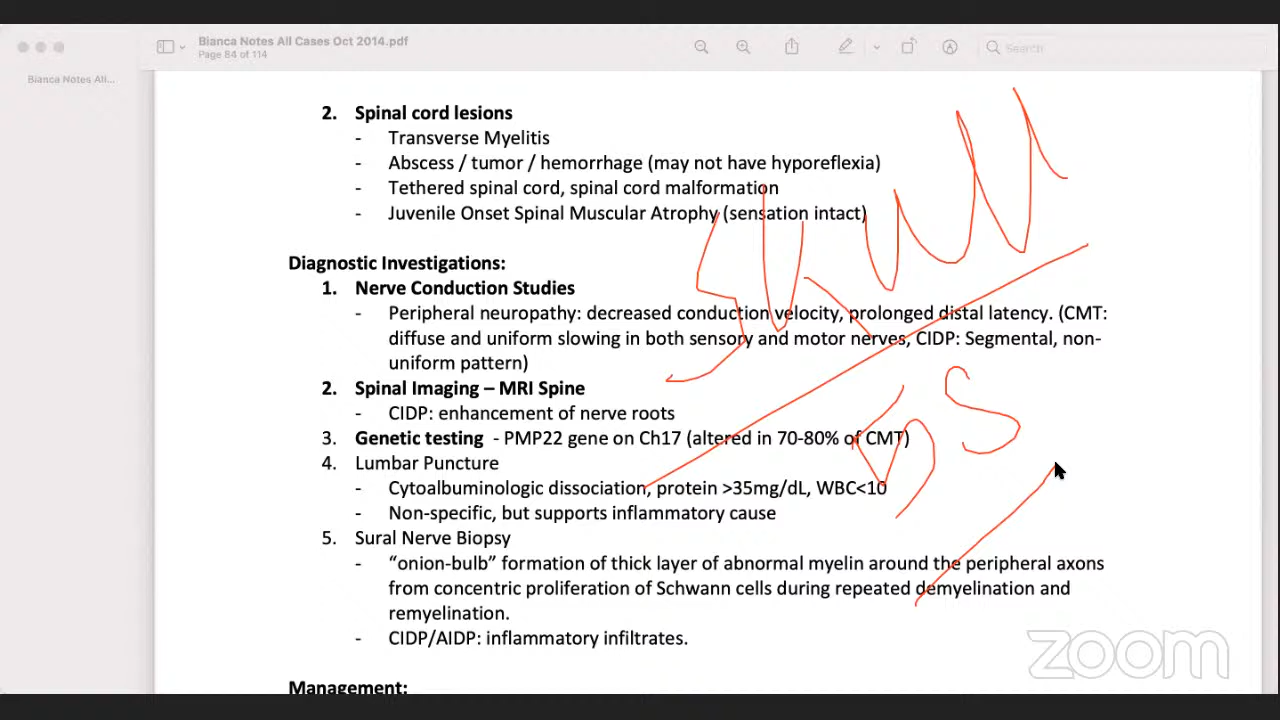 Bianca Notes All Cases Oct 2014.pdf
Page 84 of 114
Search
Bianca Notes All...
2. Spinal cord lesions
- Transverse Myelitis
- Abscess / tumor / hemorrhage (may not have hyporeflexia)
- Tethered spinal cord, spinal cord malformation
- Juvenile Onset Spinal Muscular Atrophy (sensation intact)
Diagnostic Investigations:
1. Nerve Conduction Studies
- Peripheral neuropathy: decreased conduction velocity, prolonged distal latency. (CMT:
diffuse and uniform slowing in both sensory and motor nerves, CIDP: Segmental, non-
uniform pattern)
2. Spinal Imaging – MRI Spine
- CIDP: enhancement of nerve roots
3. Genetic testing - PMP22 gene on Ch17 (altered in 70-80% of CMT)
4. Lumbar Puncture
- Cytoalbuminologic dissociation, protein >35mg/dL, WBC<10
- Non-specific, but supports inflammatory cause
5. Sural Nerve Biopsy
- “onion-bulb” formation of thick layer of abnormal myelin around the peripheral axons
from concentric proliferation of Schwann cells during repeated demyelination and
remyelination.
- CIDP/AIDP: inflammatory infiltrates.
Management:
Skull
zoom